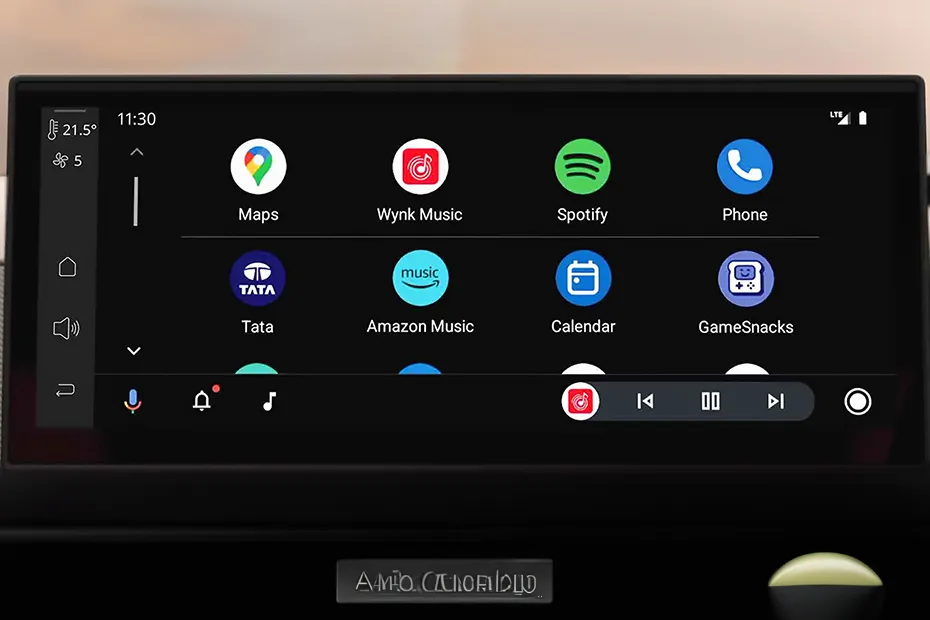 21.5°
11:30
LTE
5
Maps
Wynk Music
Spotify
Phone
TATA
music
Tata
Amazon Music
Calendar
GameSnacks